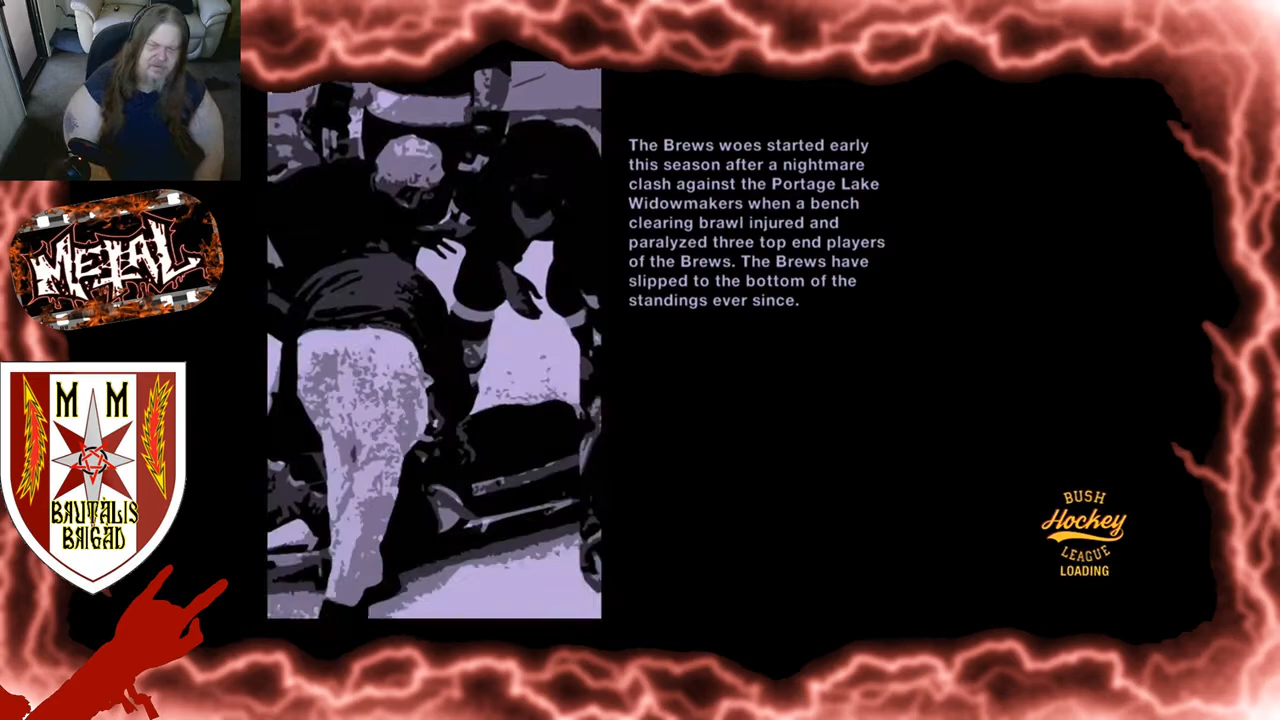 METAL
M M
BRUTALIS
BRIGAD
The Brews woes started early
this season after a nightmare
clash against the Portage Lake
Widowmakers when a bench
clearing brawl injured and
paralyzed three top end players
of the Brews. The Brews have
slipped to the bottom of the
standings ever since.
BUSH
Hockey
LEAGUE
LOADING